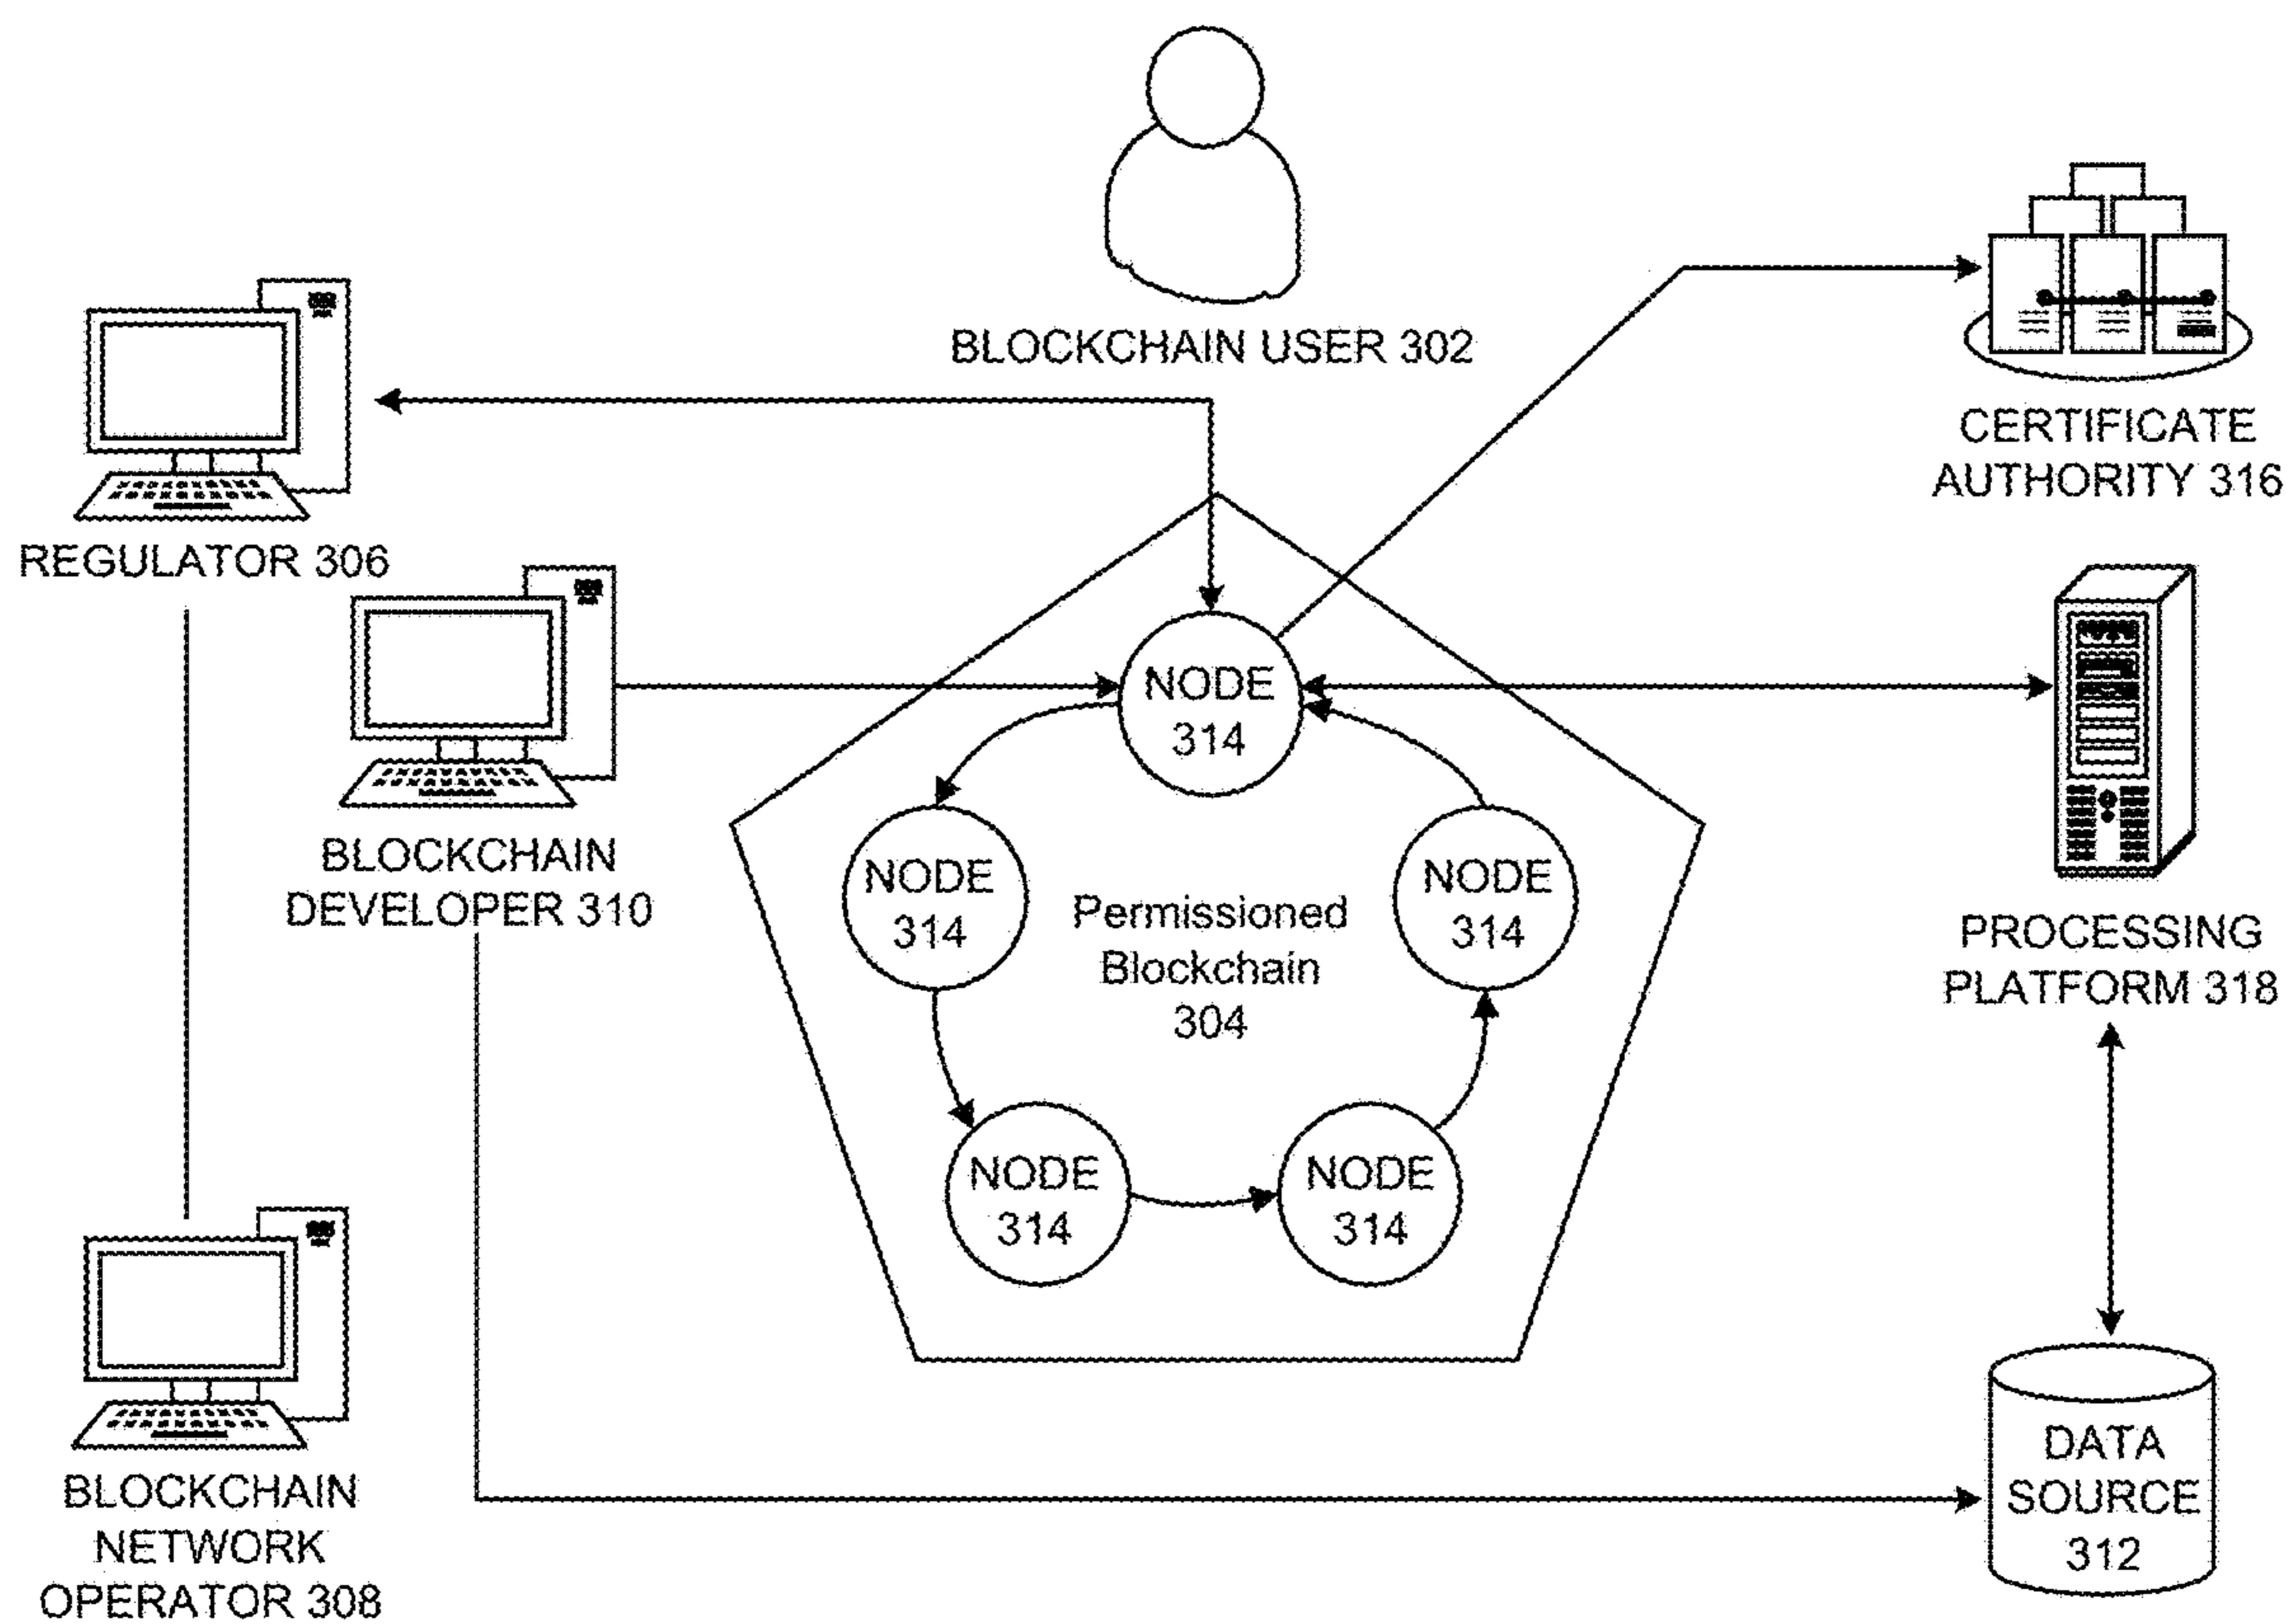 BLOCKCHAIN USER 302
CERTIFICATE
AUTHORITY 316
REGULATOR 306
NODE
314
BLOCKCHAIN
DEVELOPER 310
NODE
314
Permissioned
Blockchain
304
NODE
314
PROCESSING
PLATFORM 318
NODE
314
NODE
314
BLOCKCHAIN
NETWORK
OPERATOR 308
DATA
SOURCE
312